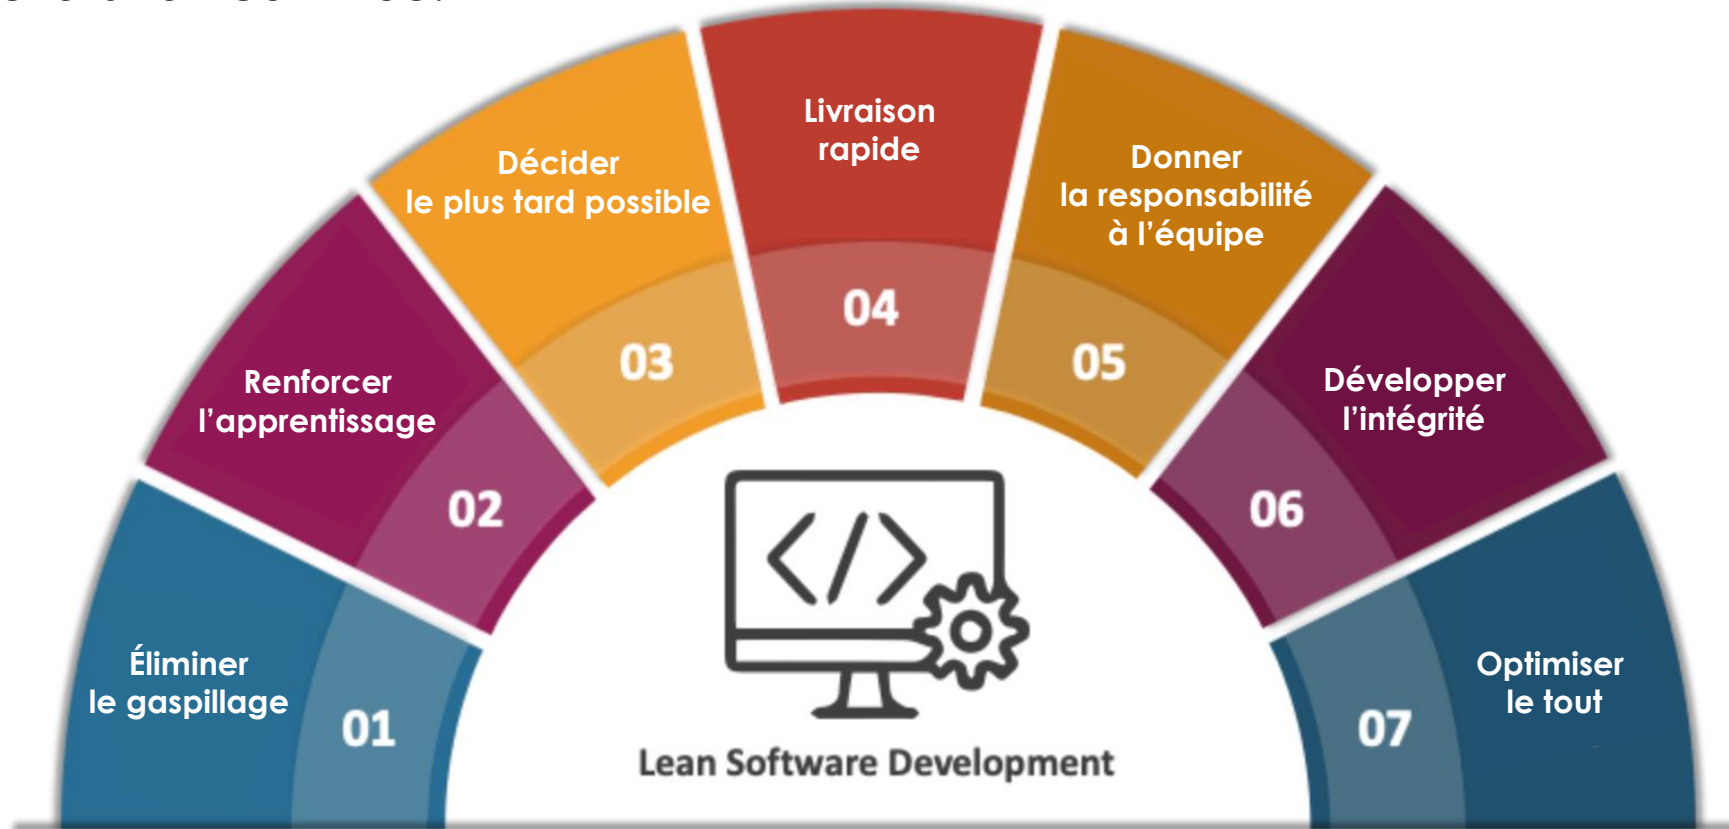 Éliminer
le gaspillage
01
Renforcer
l'apprentissage
02
Décider
le plus tard possible
03
Livraison
rapide
04
Donner
la responsabilité
à l'équipe
05
Développer
l'intégrité
06
Optimiser
le tout
07
</>
Lean Software Development